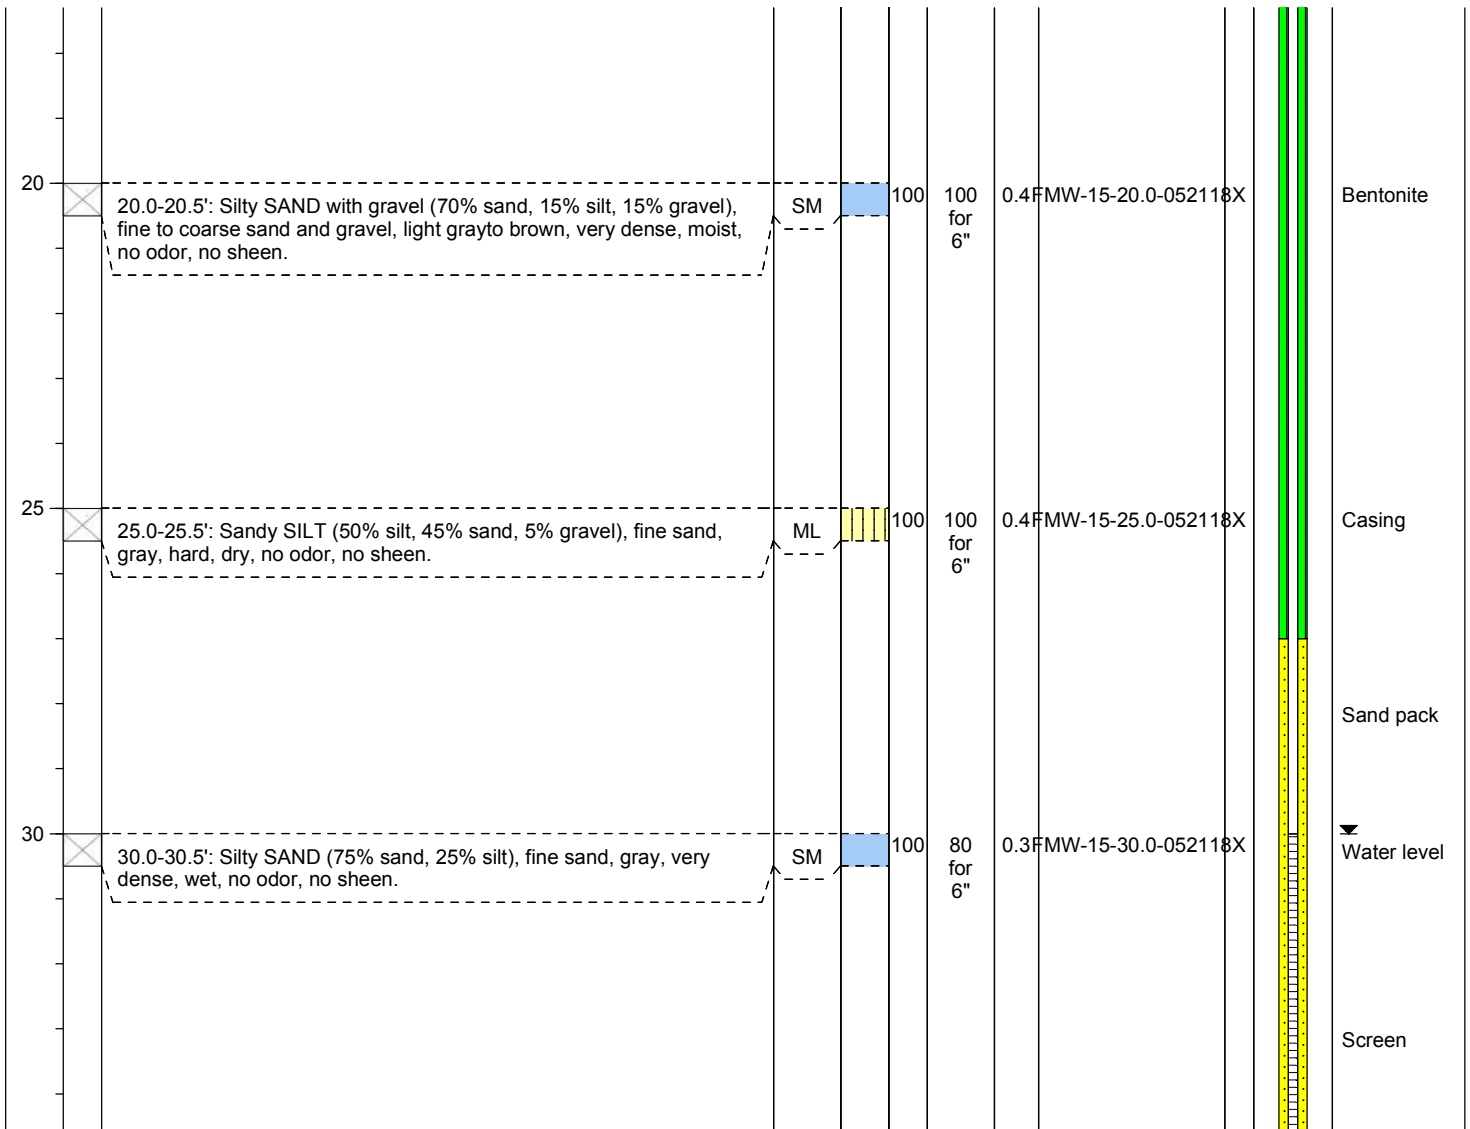 20
20.0-20.5': Silty SAND with gravel (70% sand, 15% silt, 15% gravel),
fine to coarse sand and gravel, light grayto brown, very dense, moist,
no odor, no sheen.
SM
100
100
for
6"
0.4
FMW-15-20.0-052118
X
Bentonite
25
25.0-25.5': Sandy SILT (50% silt, 45% sand, 5% gravel), fine sand,
gray, hard, dry, no odor, no sheen.
ML
100
100
for
6"
0.4
FMW-15-25.0-052118
X
Casing
Sand pack
30
30.0-30.5': Silty SAND (75% sand, 25% silt), fine sand, gray, very
dense, wet, no odor, no sheen.
SM
100
80
for
6"
0.3
FMW-15-30.0-052118
X
Water level
Screen